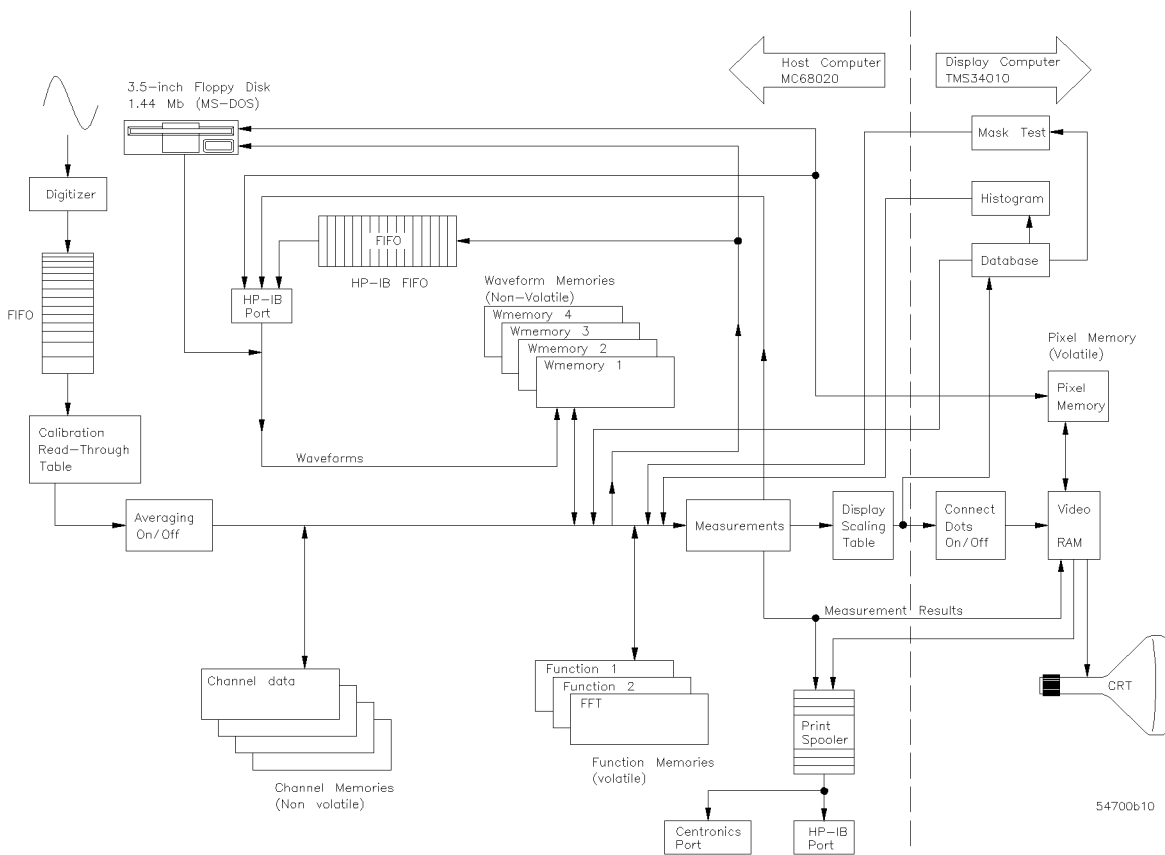 Host Computer
MC68020
Display Computer
TMS34010
3.5-inch Floppy Disk
1.44 Mb (MS-DOS)
Mask Test
Digitizer
Histogram
FIFO
HP-IB FIFO
Database
FIFO
HP-IB
Port
Waveform Memories
(Non-Volatile)
Wmemory 4
Wmemory 3
Wmemory 2
Wmemory 1
Pixel Memory
(Volatile)
Pixel
Memory
Calibration
Read-Through
Table
Waveforms
Averaging
On/Off
Measurements
Display
Scaling
Table
Connect
Dots
On/Off
Video
RAM
Measurement Results
Channel data
Function 1
Function 2
FFT
CRT
Print
Spooler
Function Memories
(volatile)
Channel Memories
(Non volatile)
54700b10
Centronics
Port
HP-IB
Port